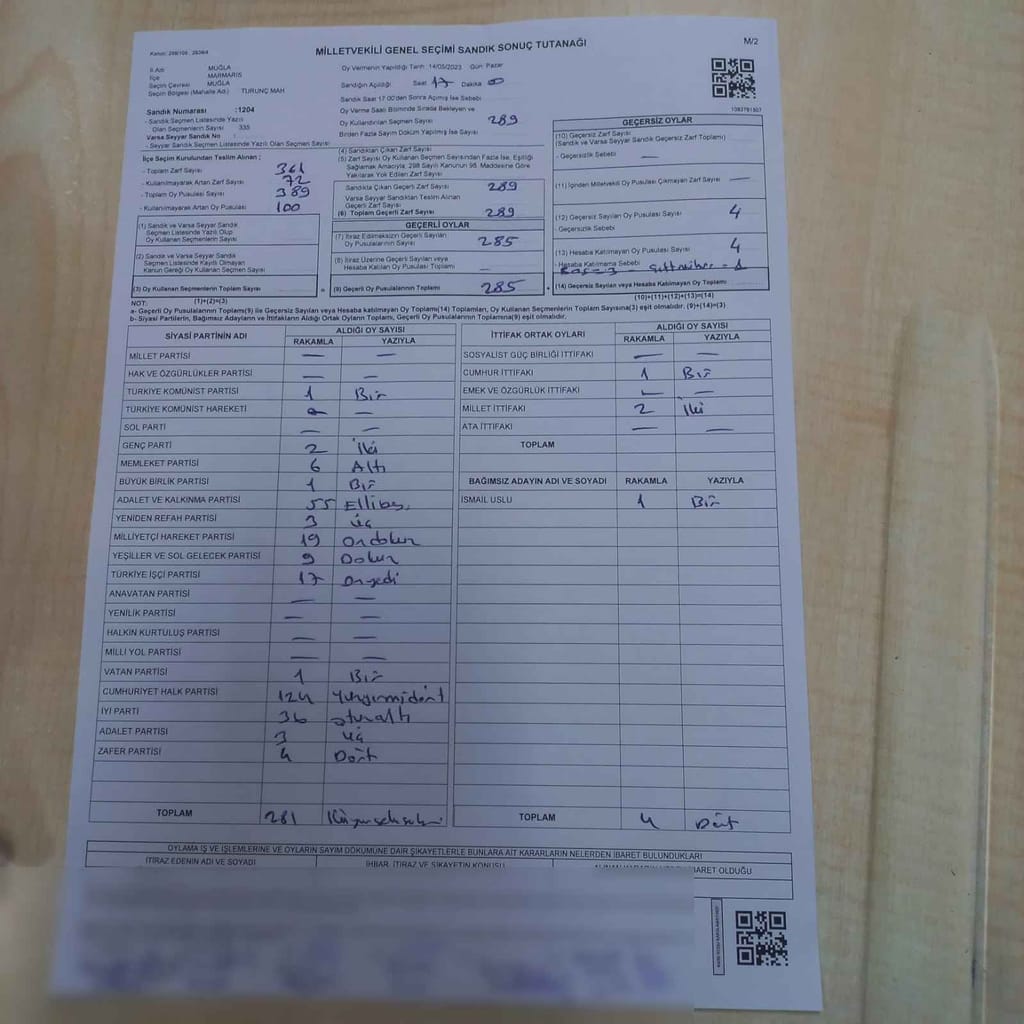 Kanun: 298/105 2839/4
MİLLETVEKİLİ GENEL SEÇİMİ SANDIK SONUÇ TUTANAĞI
M/2
İl Adı MUĞLA
İlçe MARMARİS
Seçim Çevresi MUĞLA
Seçim Bölgesi (Mahalle Ad.) TURUNÇ MAH
Sandık Numarası :1204
- Sandık Seçmen Listesinde Yazılı
Olan Seçmenlerin Sayısı 335
Varsa Seyyar Sandık No :
- Seyyar Sandık Seçmen Listesinde Yazılı Olan Seçmen Sayısı
İlçe Seçim Kurulundan Teslim Alınan ;
- Toplam Zarf Sayısı 361
- Kullanılmayarak Artan Zarf Sayısı 72
- Toplam Oy Pusulası Sayısı 389
- Kullanılmayarak Artan Oy Pusulası 100
(1) Sandık ve Varsa Seyyar Sandık
Seçmen Listesinde Yazılı Olup
Oy Kullanan Seçmenlerin Sayısı
(2) Sandık ve Varsa Seyyar Sandık
Seçmen Listesinde Kayıtlı Olmayan
Kanun Gereği Oy Kullanan Seçmen Sayısı
(3) Oy Kullanan Seçmenlerin Toplam Sayısı
(1)+(2)=(3)
Oy Vermenin Yapıldığı Tarih 14/05/2023 Gün Pazar
Sandığın Açıldığı Saat 17 Dakika 00
Sandık Saat 17:00'den Sonra Açılmış İse Sebebi
Oy Verme Saati Bitiminde Sırada Bekleyen ve
Oy Kullandırılan Seçmen Sayısı 289
Birden Fazla Sayım Döküm Yapılmış İse Sayısı
(4) Sandıktan Çıkan Zarf Sayısı
(5) Zarf Sayısı Oy Kullanan Seçmen Sayısından Fazla İse, Eşitliği
Sağlamak Amacıyla; 298 Sayılı Kanunun 98. Maddesine Göre
Yakılarak Yok Edilen Zarf Sayısı
Sandıkta Çıkan Geçerli Zarf Sayısı 289
Varsa Seyyar Sandıktan Teslim Alınan
Geçerli Zarf Sayısı
(6) Toplam Geçerli Zarf Sayısı 289
GEÇERLİ OYLAR
(7) İtiraz Edilmeksizin Geçerli Sayılan
Oy Pusulalarının Sayısı 285
(8) İtiraz Üzerine Geçerli Sayılan veya
Hesaba Katılan Oy Pusulası Toplamı —
= (9) Geçerli Oy Pusulalarının Toplamı 285 +
1383791507
GEÇERSİZ OYLAR
(10) Geçersiz Zarf Sayısı
(Sandık ve Varsa Seyyar Sandık Geçersiz Zarf Toplamı)
- Geçersizlik Sebebi —
(11) İçinden Milletvekili Oy Pusulası Çıkmayan Zarf Sayısı —
(12) Geçersiz Sayılan Oy Pusulası Sayısı 4
- Geçersizlik Sebebi
(13) Hesaba Katılmayan Oy Pusulası Sayısı 4
- Hesaba Katılmama Sebebi
(14) Geçersiz Sayılan veya Hesaba Katılmayan Oy Toplamı
(10)+(11)+(12)+(13)=(14)
NOT:
a- Geçerli Oy Pusulasının Toplamı(9) ile Geçersiz Sayılan veya Hesaba katılmayan Oy Toplamı(14) Toplamları, Oy Kullanan Seçmenlerin Toplam Sayısına(3) eşit olmalıdır. (9)+(14)=(3)
b- Siyasi Partilerin, Bağımsız Adayların ve İttifakların Aldığı Ortak Oyların Toplamı, Geçerli Oy Pusulalarının Toplamına(9) eşit olmalıdır.
SİYASİ PARTİNİN ADI ALDIĞI OY SAYISI
RAKAMLA YAZIYLA
MİLLET PARTİSİ — —
HAK VE ÖZGÜRLÜKLER PARTİSİ — —
TÜRKİYE KOMÜNİST PARTİSİ 1 Bir
TÜRKİYE KOMÜNİST HAREKETİ — —
SOL PARTİ — —
GENÇ PARTİ 2 İki
MEMLEKET PARTİSİ 6 Altı
BÜYÜK BİRLİK PARTİSİ 1 Bir
ADALET VE KALKINMA PARTİSİ 55 Ellibeş
YENİDEN REFAH PARTİSİ 3 Üç
MİLLİYETÇİ HAREKET PARTİSİ 19 Ondokuz
YEŞİLLER VE SOL GELECEK PARTİSİ 9 Dokuz
TÜRKİYE İŞÇİ PARTİSİ 17 Onyedi
ANAVATAN PARTİSİ — —
YENİLİK PARTİSİ — —
HALKIN KURTULUŞ PARTİSİ — —
MİLLİ YOL PARTİSİ — —
VATAN PARTİSİ 1 Bir
CUMHURİYET HALK PARTİSİ 124 Yüzyirmidört
İYİ PARTİ 36 otuzaltı
ADALET PARTİSİ 3 Üç
ZAFER PARTİSİ 4 Dört
TOPLAM 281 İkiyüzseksenbir
İTTİFAK ORTAK OYLARI ALDIĞI OY SAYISI
RAKAMLA YAZIYLA
SOSYALİST GÜÇ BİRLİĞİ İTTİFAKI — —
CUMHUR İTTİFAKI 1 Bir
EMEK VE ÖZGÜRLÜK İTTİFAKI — —
MİLLET İTTİFAKI 2 İki
ATA İTTİFAKI — —
TOPLAM
BAĞIMSIZ ADAYIN ADI VE SOYADI RAKAMLA YAZIYLA
İSMAİL USLU 1 Bir
TOPLAM 4 Dört
OYLAMA İŞ VE İŞLEMLERİNE VE OYLARIN SAYIM DÖKÜMÜNE DAİR ŞİKAYETLERLE BUNLARA AİT KARARLARIN NELERDEN İBARET BULUNDUKLARI
İTİRAZ EDENİN ADI VE SOYADI İHBAR, İTİRAZ VE ŞİKAYETİN KONUSU